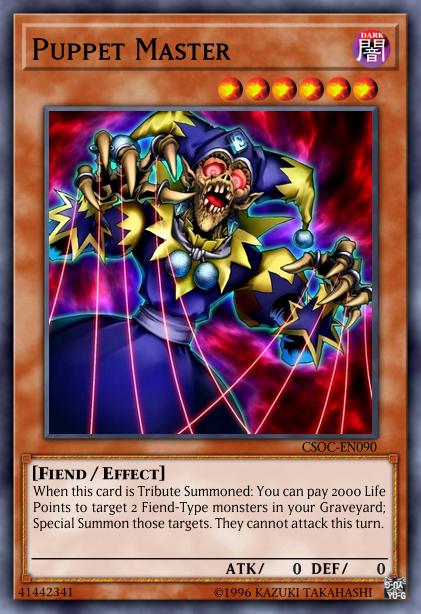 PUPPET MASTER
DARK
闇
CSOC-EN090
[FIEND / EFFECT]
When this card is Tribute Summoned: You can pay 2000 Life
Points to target 2 Fiend-Type monsters in your Graveyard;
Special Summon those targets. They cannot attack this turn.
ATK/ 0 DEF/ 0
41442341
©1996 KAZUKI TAKAHASHI